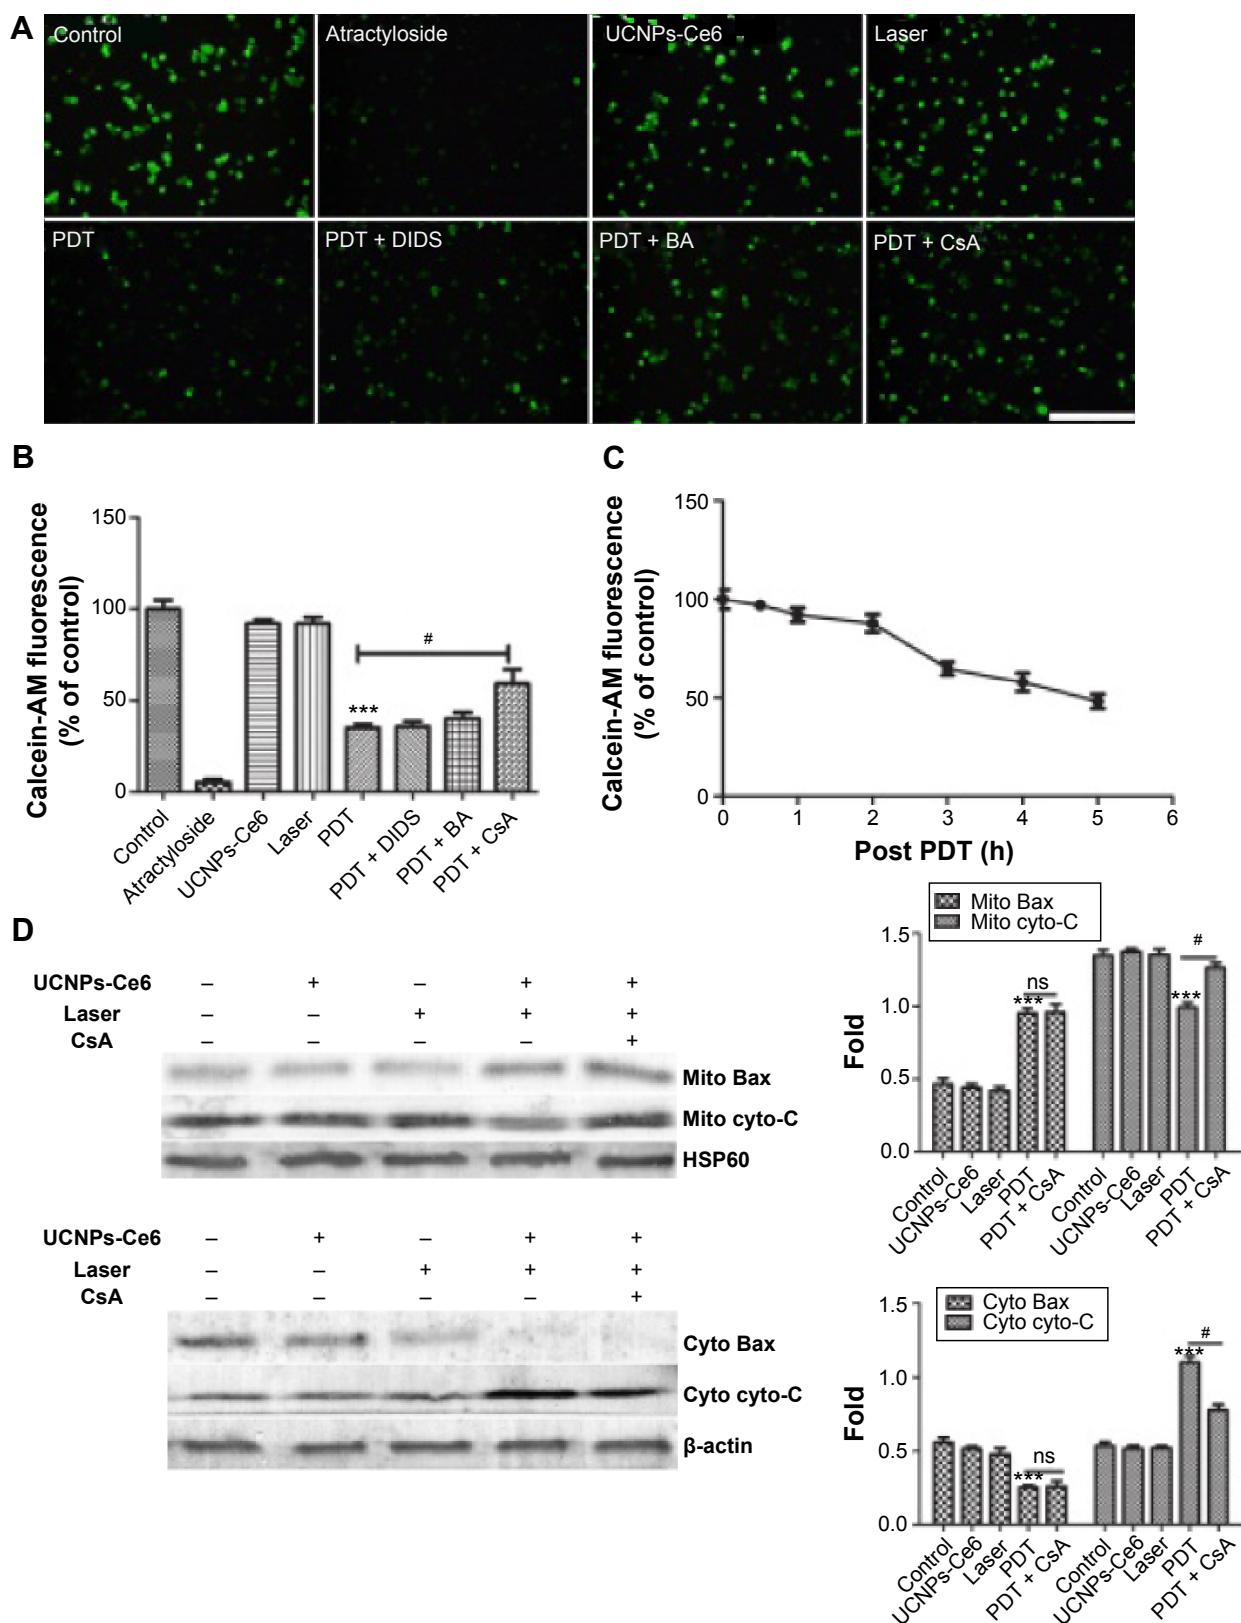 A
Control
Atractyloside
UCNPs-Ce6
Laser
PDT
PDT + DIDS
PDT + BA
PDT + CsA
B
Calcein-AM fluorescence
(% of control)
150
100
50
0
***
#
Control
Atractyloside
UCNPs-Ce6
Laser
PDT
PDT + DIDS
PDT + BA
PDT + CsA
C
Calcein-AM fluorescence
(% of control)
150
100
50
0
0 1 2 3 4 5 6
Post PDT (h)
D
UCNPs-Ce6 – + – + +
Laser – – + + +
CsA – – – – +
Mito Bax
Mito cyto-C
HSP60
UCNPs-Ce6 – + – + +
Laser – – + + +
CsA – – – – +
Cyto Bax
Cyto cyto-C
β-actin
Mito Bax
Mito cyto-C
Fold
1.5
1.0
0.5
0.0
***
ns
***
#
Control
UCNPs-Ce6
Laser
PDT
PDT + CsA
Control
UCNPs-Ce6
Laser
PDT
PDT + CsA
Cyto Bax
Cyto cyto-C
Fold
1.5
1.0
0.5
0.0
***
ns
***
#
Control
UCNPs-Ce6
Laser
PDT
PDT + CsA
Control
UCNPs-Ce6
Laser
PDT
PDT + CsA